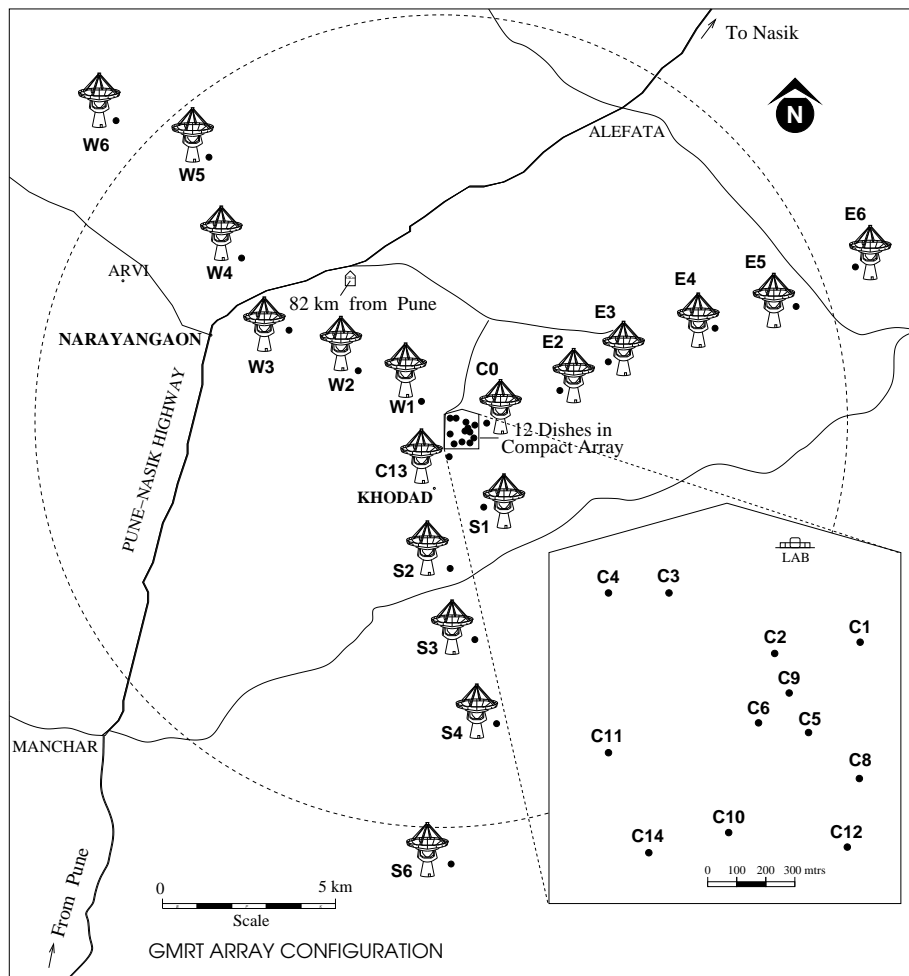 To Nasik
N
ALEFATA
W6
W5
E6
W4
E5
ARVI
E4
82 km from Pune
E3
NARAYANGAON
W3
E2
W2
C0
W1
PUNE-NASIK HIGHWAY
12 Dishes in
Compact Array
C13
KHODAD
S1
S2
LAB
C4
C3
C1
C2
S3
C9
C6
C5
S4
MANCHAR
C11
C8
C10
C12
C14
S6
0 100 200 300 mtrs
From Pune
0 5 km
Scale
GMRT ARRAY CONFIGURATION